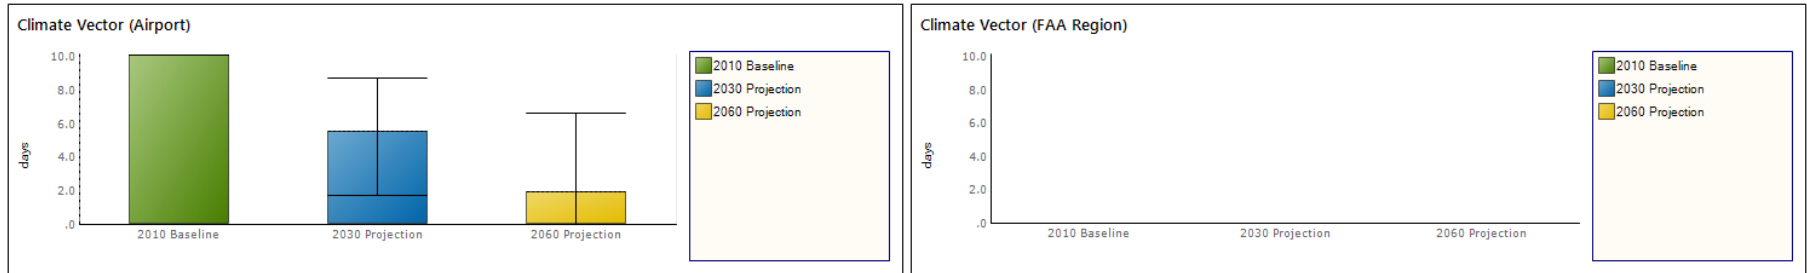 Climate Vector (Airport)
10.0
8.0
6.0
4.0
2.0
.0
days
2010 Baseline
2030 Projection
2060 Projection
2010 Baseline
2030 Projection
2060 Projection
Climate Vector (FAA Region)
10.0
8.0
6.0
4.0
2.0
.0
days
2010 Baseline
2030 Projection
2060 Projection
2010 Baseline
2030 Projection
2060 Projection